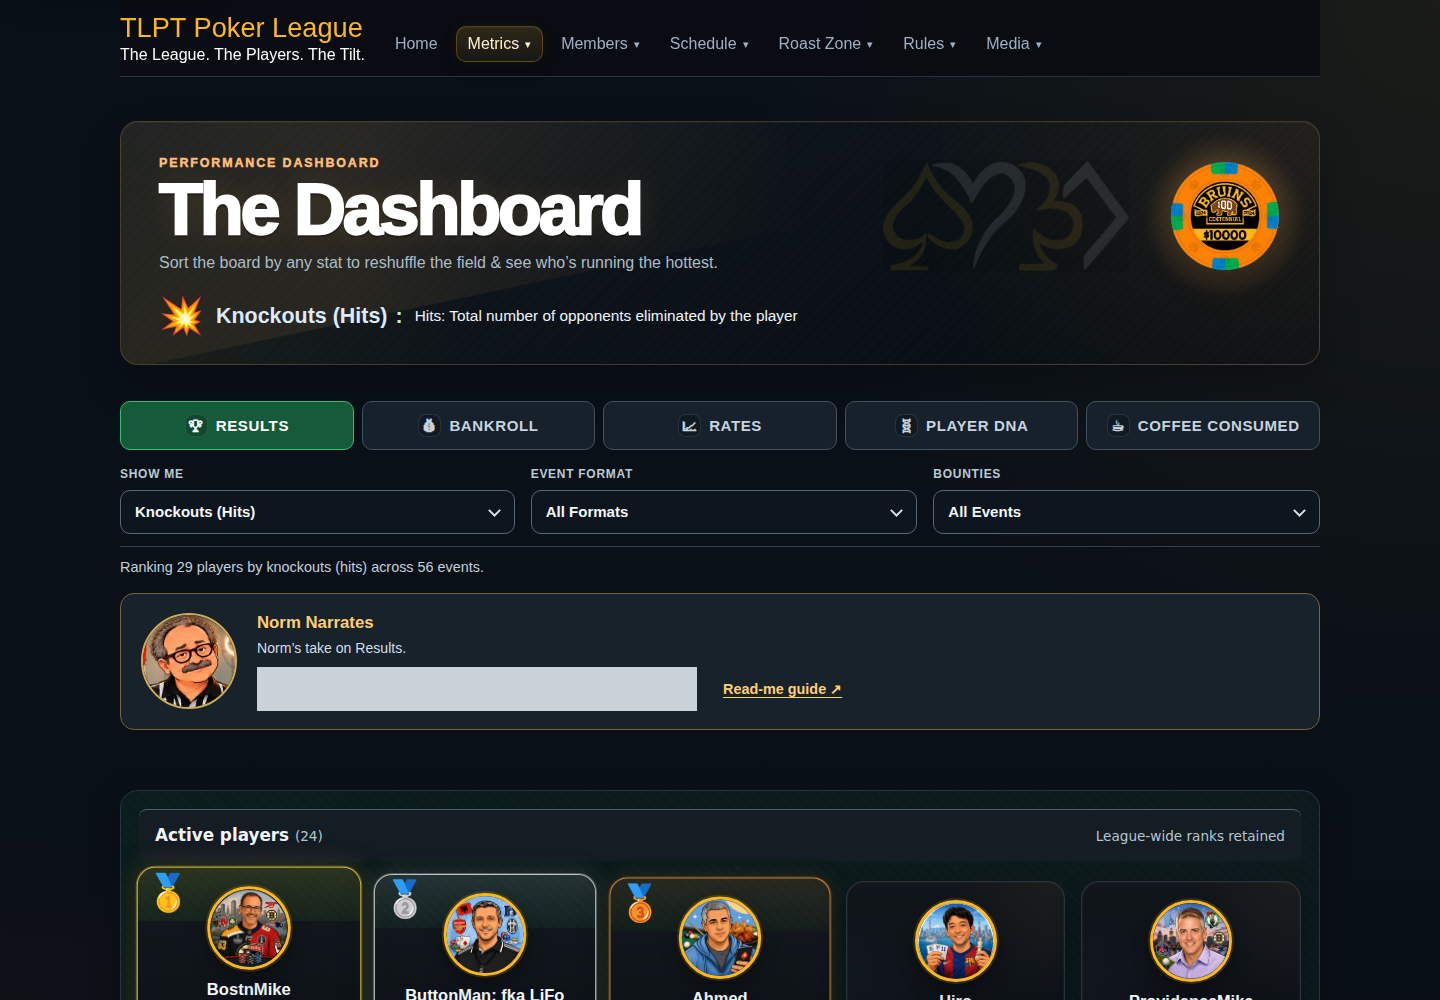 TLPT Poker League
The League. The Players. The Tilt.
Home
Metrics ▾
Members ▾
Schedule ▾
Roast Zone ▾
Rules ▾
Media ▾
PERFORMANCE DASHBOARD
The Dashboard
Sort the board by any stat to reshuffle the field & see who’s running the hottest.
BRUINS
100
CENTENNIAL
$10000
Knockouts (Hits) :
Hits: Total number of opponents eliminated by the player
RESULTS
BANKROLL
RATES
PLAYER DNA
COFFEE CONSUMED
SHOW ME
EVENT FORMAT
BOUNTIES
Knockouts (Hits)
All Formats
All Events
Ranking 29 players by knockouts (hits) across 56 events.
Norm Narrates
Norm’s take on Results.
Read-me guide ↗
Active players (24)
League-wide ranks retained
1
2
3
BostnMike
ButtonMan: fka LiFo
Ahmed
Hiro
ProvidenceMike